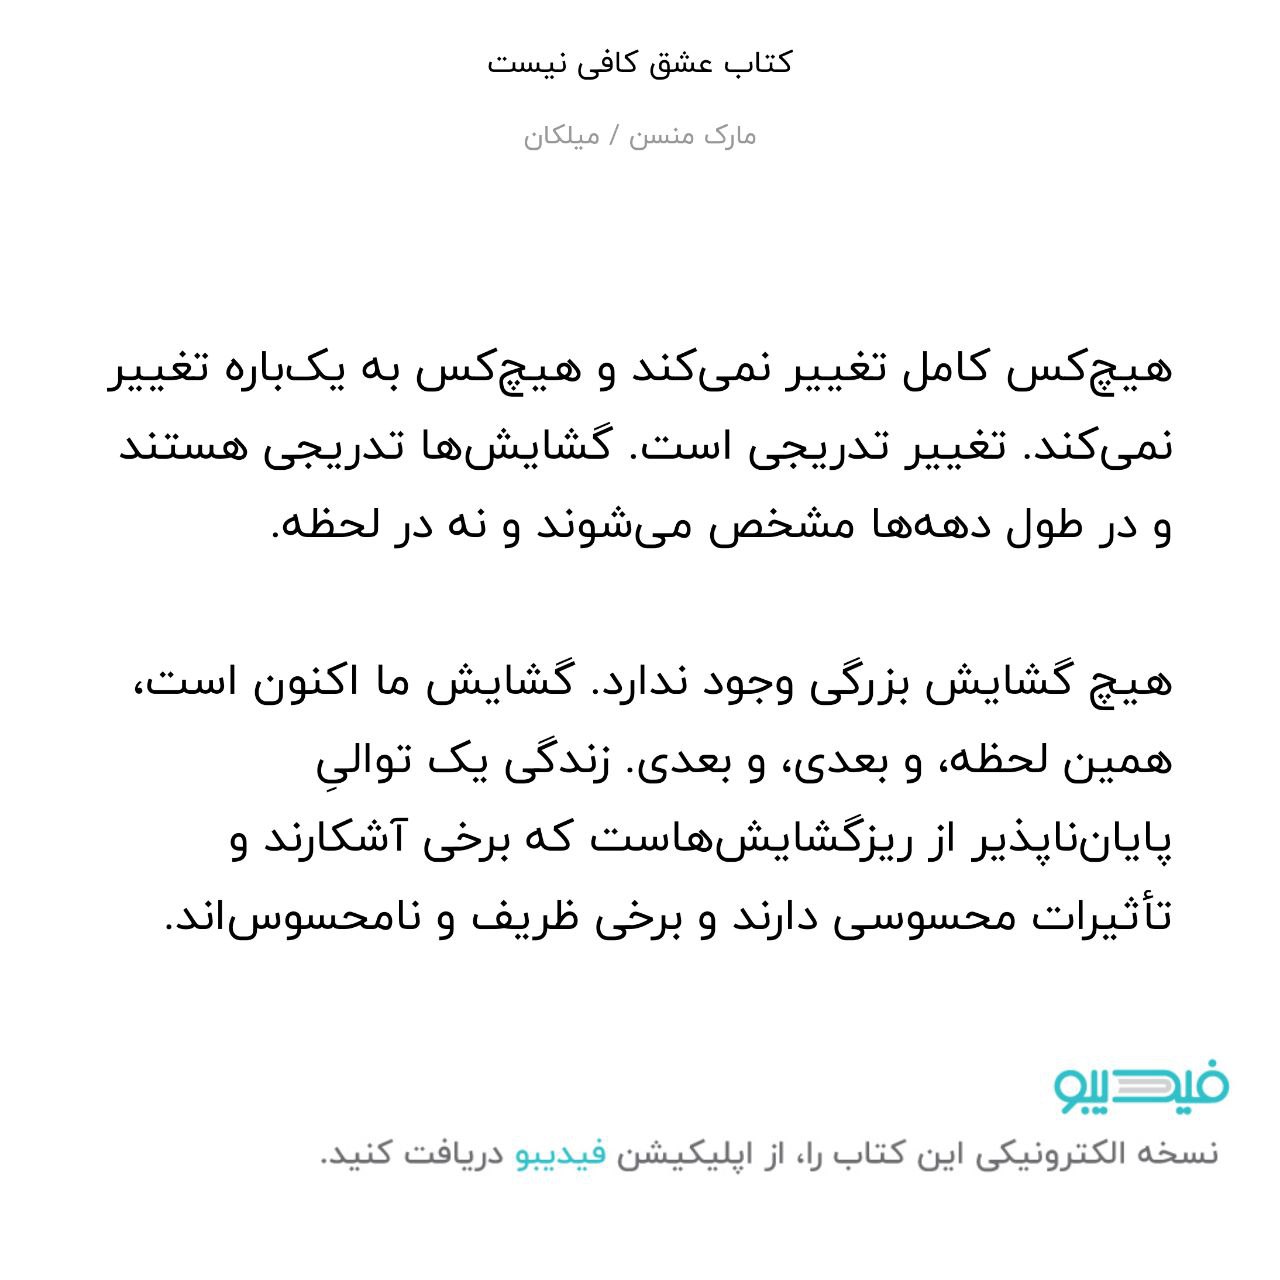 کتاب عشق کافی نیست
مارک منسن / میلکان
هیچ‌کس کامل تغییر نمی‌کند و هیچ‌کس به یک‌باره تغییر
نمی‌کند. تغییر تدریجی است. گشایش‌ها تدریجی هستند
و در طول دهه‌ها مشخص می‌شوند و نه در لحظه.
هیچ گشایش بزرگی وجود ندارد. گشایش ما اکنون است،
همین لحظه، و بعدی، و بعدی. زندگی یک توالیِ
پایان‌ناپذیر از ریزگشایش‌هاست که برخی آشکارند و
تأثیرات محسوسی دارند و برخی ظریف و نامحسوس‌اند.
فیدیبو
نسخه الکترونیکی این کتاب را، از اپلیکیشن فیدیبو دریافت کنید.